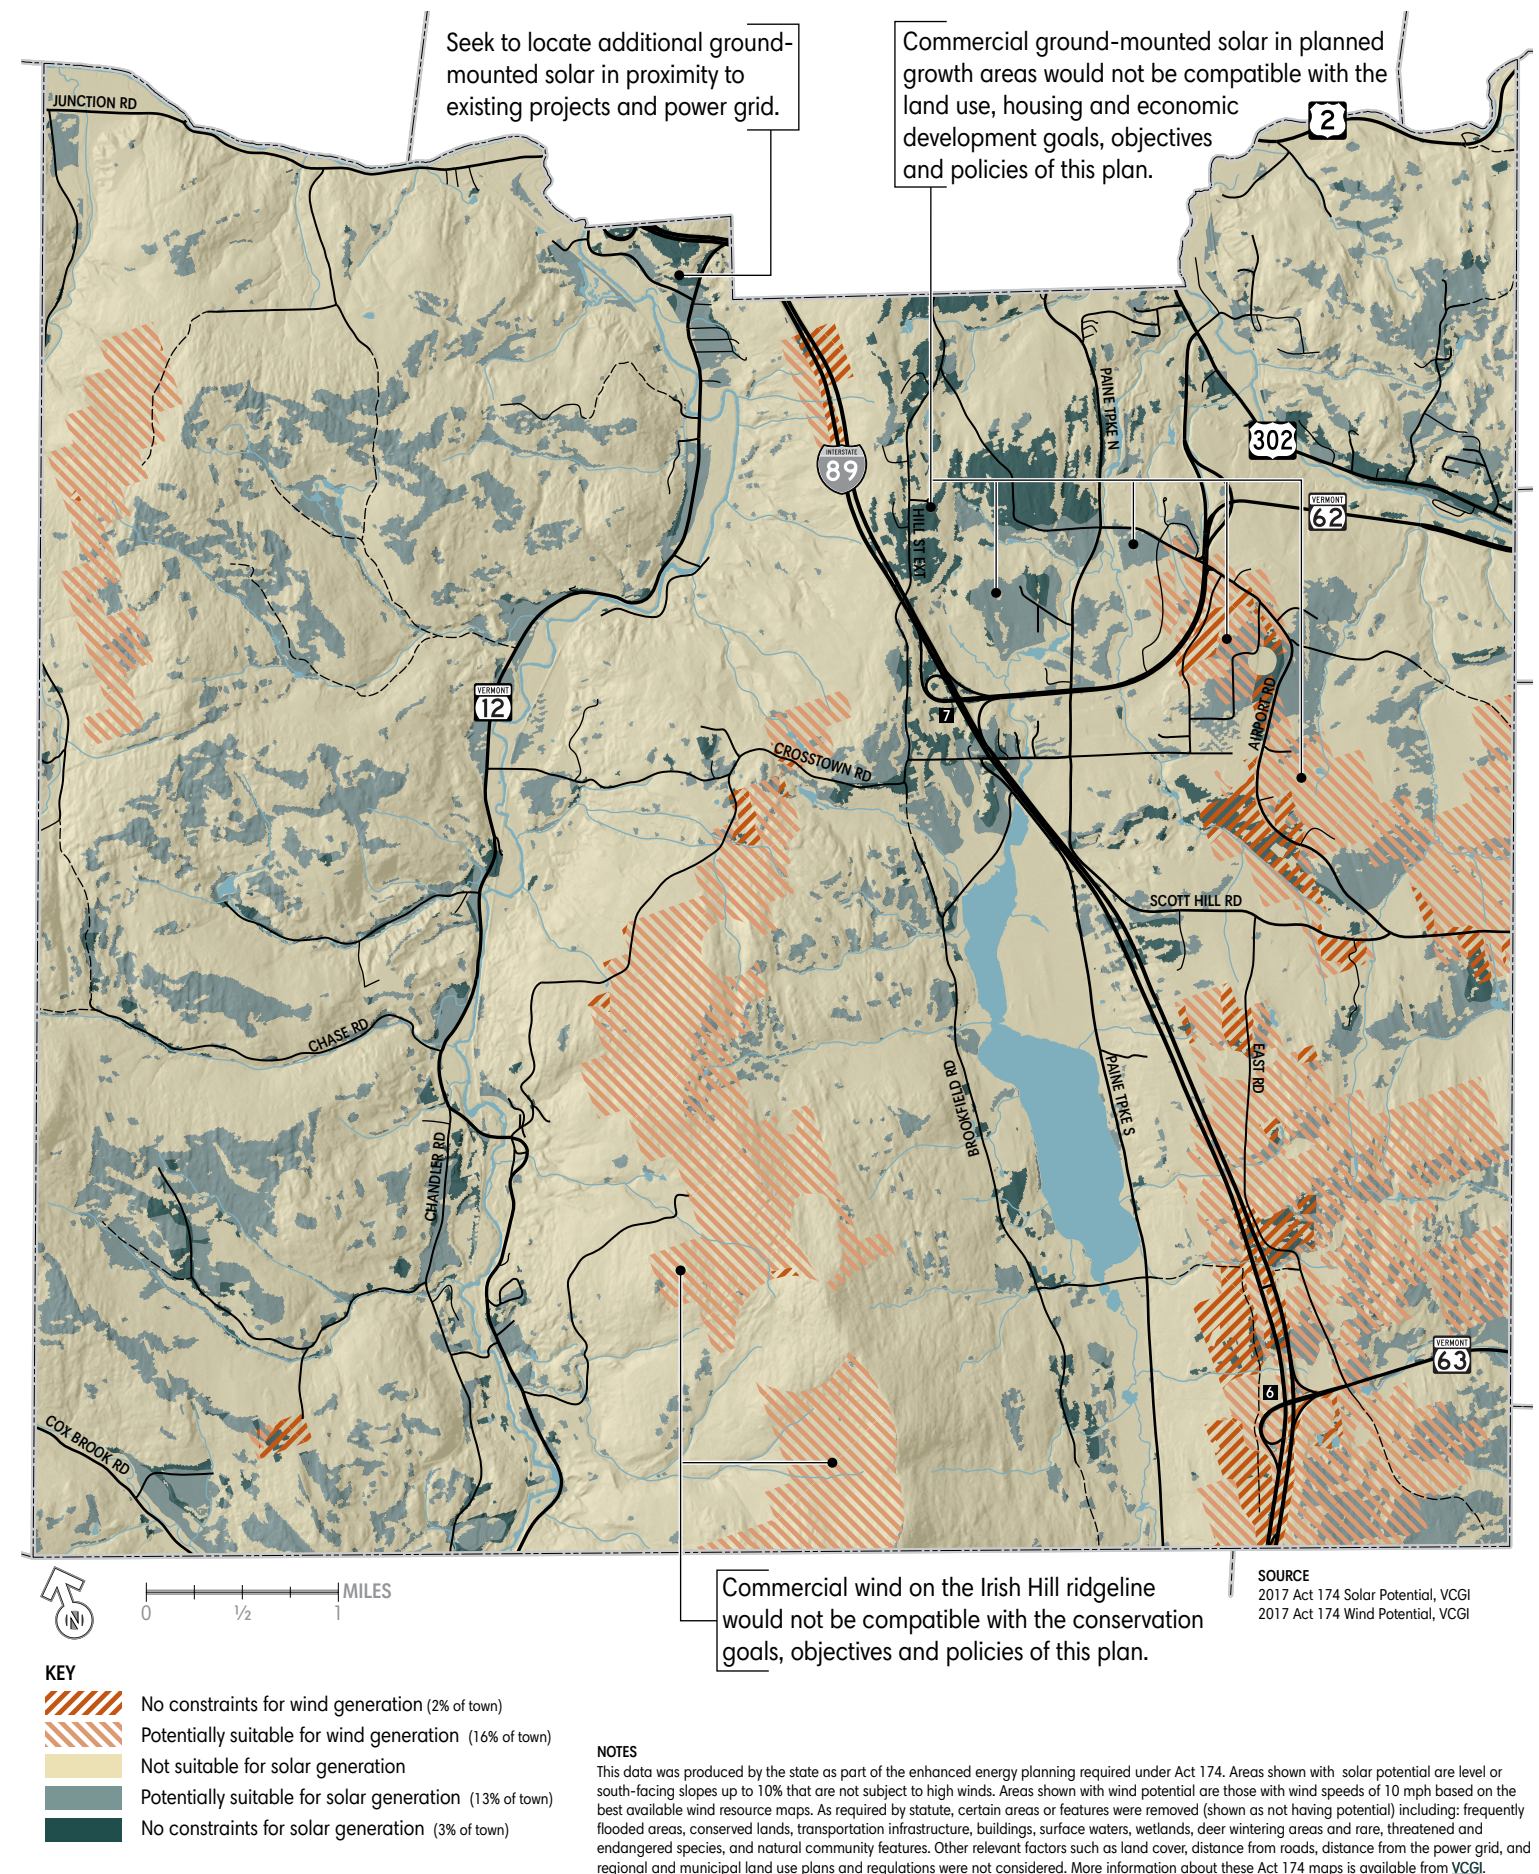 Seek to locate additional ground-
mounted solar in proximity to
existing projects and power grid.
Commercial ground-mounted solar in planned
growth areas would not be compatible with the
land use, housing and economic
development goals, objectives
and policies of this plan.
JUNCTION RD
2
PAINE TPKE N
302
INTERSTATE
89
VERMONT
62
HILL ST EXT
VERMONT
12
7
AIRPORT RD
CROSSTOWN RD
SCOTT HILL RD
CHASE RD
EAST RD
BROOKFIELD RD
PAINE TPKE S
CHANDLER RD
VERMONT
63
6
COX BROOK RD
N
MILES
0
½
1
Commercial wind on the Irish Hill ridgeline
would not be compatible with the conservation
goals, objectives and policies of this plan.
SOURCE
2017 Act 174 Solar Potential, VCGI
2017 Act 174 Wind Potential, VCGI
KEY
No constraints for wind generation (2% of town)
Potentially suitable for wind generation (16% of town)
Not suitable for solar generation
Potentially suitable for solar generation (13% of town)
No constraints for solar generation (3% of town)
NOTES
This data was produced by the state as part of the enhanced energy planning required under Act 174. Areas shown with solar potential are level or
south-facing slopes up to 10% that are not subject to high winds. Areas shown with wind potential are those with wind speeds of 10 mph based on the
best available wind resource maps. As required by statute, certain areas or features were removed (shown as not having potential) including: frequently
flooded areas, conserved lands, transportation infrastructure, buildings, surface waters, wetlands, deer wintering areas and rare, threatened and
endangered species, and natural community features. Other relevant factors such as land cover, distance from roads, distance from the power grid, and
regional and municipal land use plans and regulations were not considered. More information about these Act 174 maps is available from VCGI.